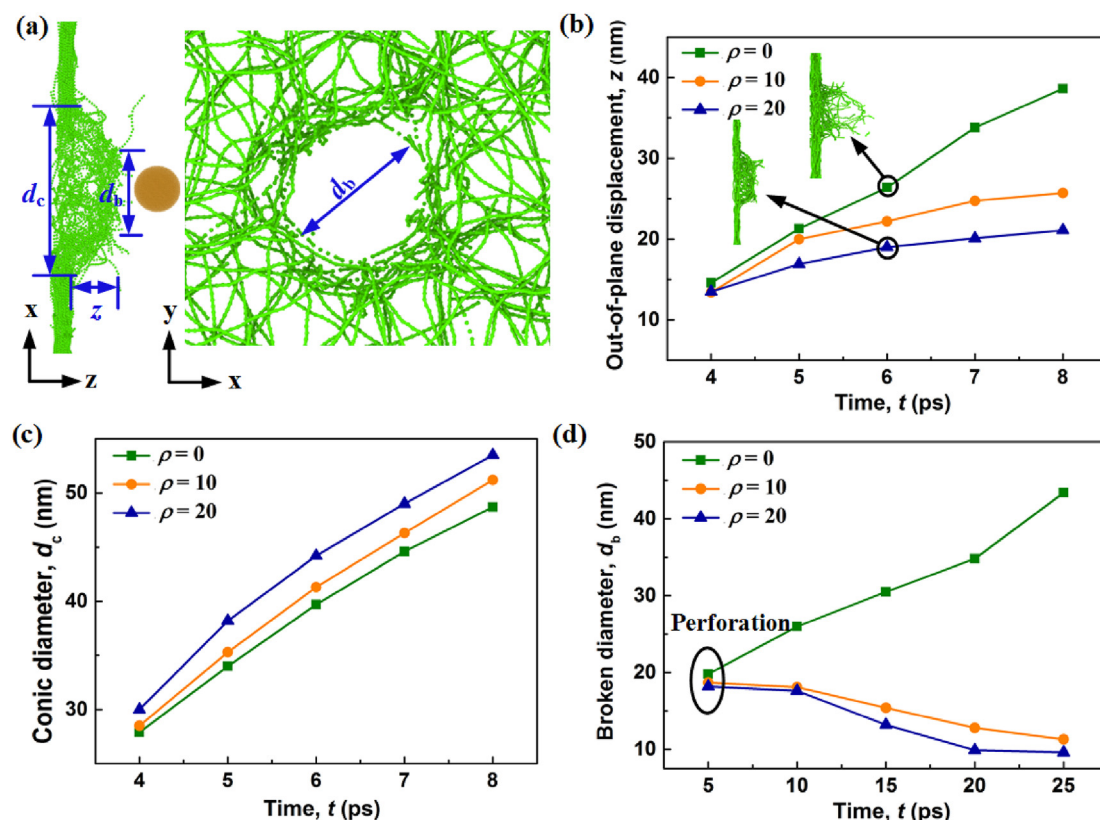 (a)
d_c
d_b
z
x
z
d_b
y
x
(b)
Out-of-plane displacement, z (nm)
ρ = 0
ρ = 10
ρ = 20
40
30
20
10
4 5 6 7 8
Time, t (ps)
(c)
Conic diameter, d_c (nm)
ρ = 0
ρ = 10
ρ = 20
50
40
30
4 5 6 7 8
Time, t (ps)
(d)
Broken diameter, d_b (nm)
50
ρ = 0
ρ = 10
ρ = 20
40
30
Perforation
20
10
5 10 15 20 25
Time, t (ps)